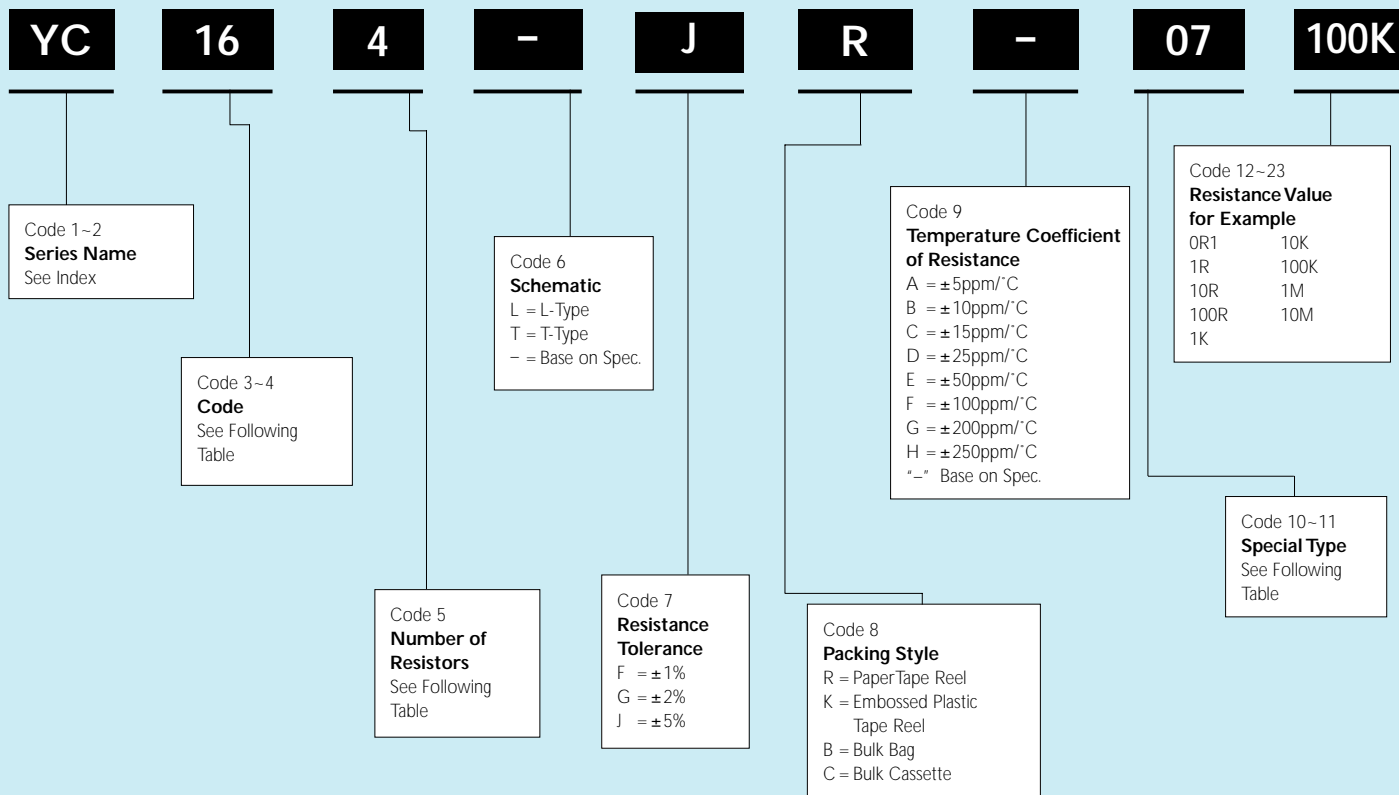 YC 16 4 – J R – 07 100K
Code 1~2
Series Name
See Index
Code 3~4
Code
See Following
Table
Code 5
Number of
Resistors
See Following
Table
Code 6
Schematic
L = L-Type
T = T-Type
– = Base on Spec.
Code 7
Resistance
Tolerance
F = ±1%
G = ±2%
J = ±5%
Code 8
Packing Style
R = Paper Tape Reel
K = Embossed Plastic
Tape Reel
B = Bulk Bag
C = Bulk Cassette
Code 9
Temperature Coefficient
of Resistance
A = ±5ppm/˚C
B = ±10ppm/˚C
C = ±15ppm/˚C
D = ±25ppm/˚C
E = ±50ppm/˚C
F = ±100ppm/˚C
G = ±200ppm/˚C
H = ±250ppm/˚C
“–” Base on Spec.
Code 10~11
Special Type
See Following
Table
Code 12~23
Resistance Value
for Example
0R1 10K
1R 100K
10R 1M
100R 10M
1K